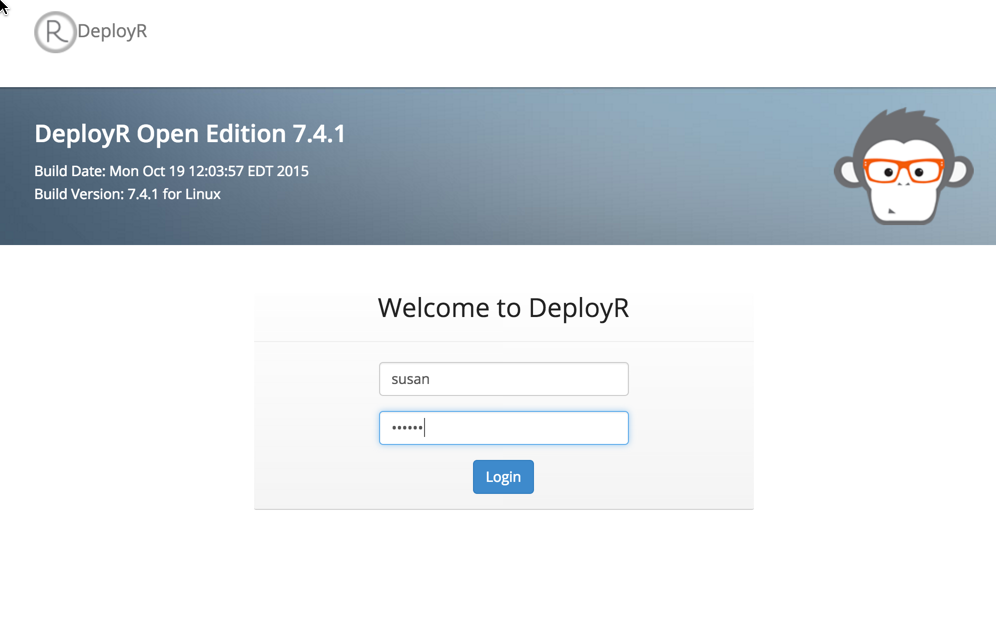 R DeployR
DeployR Open Edition 7.4.1
Build Date: Mon Oct 19 12:03:57 EDT 2015
Build Version: 7.4.1 for Linux
Welcome to DeployR
susan
••••••
Login